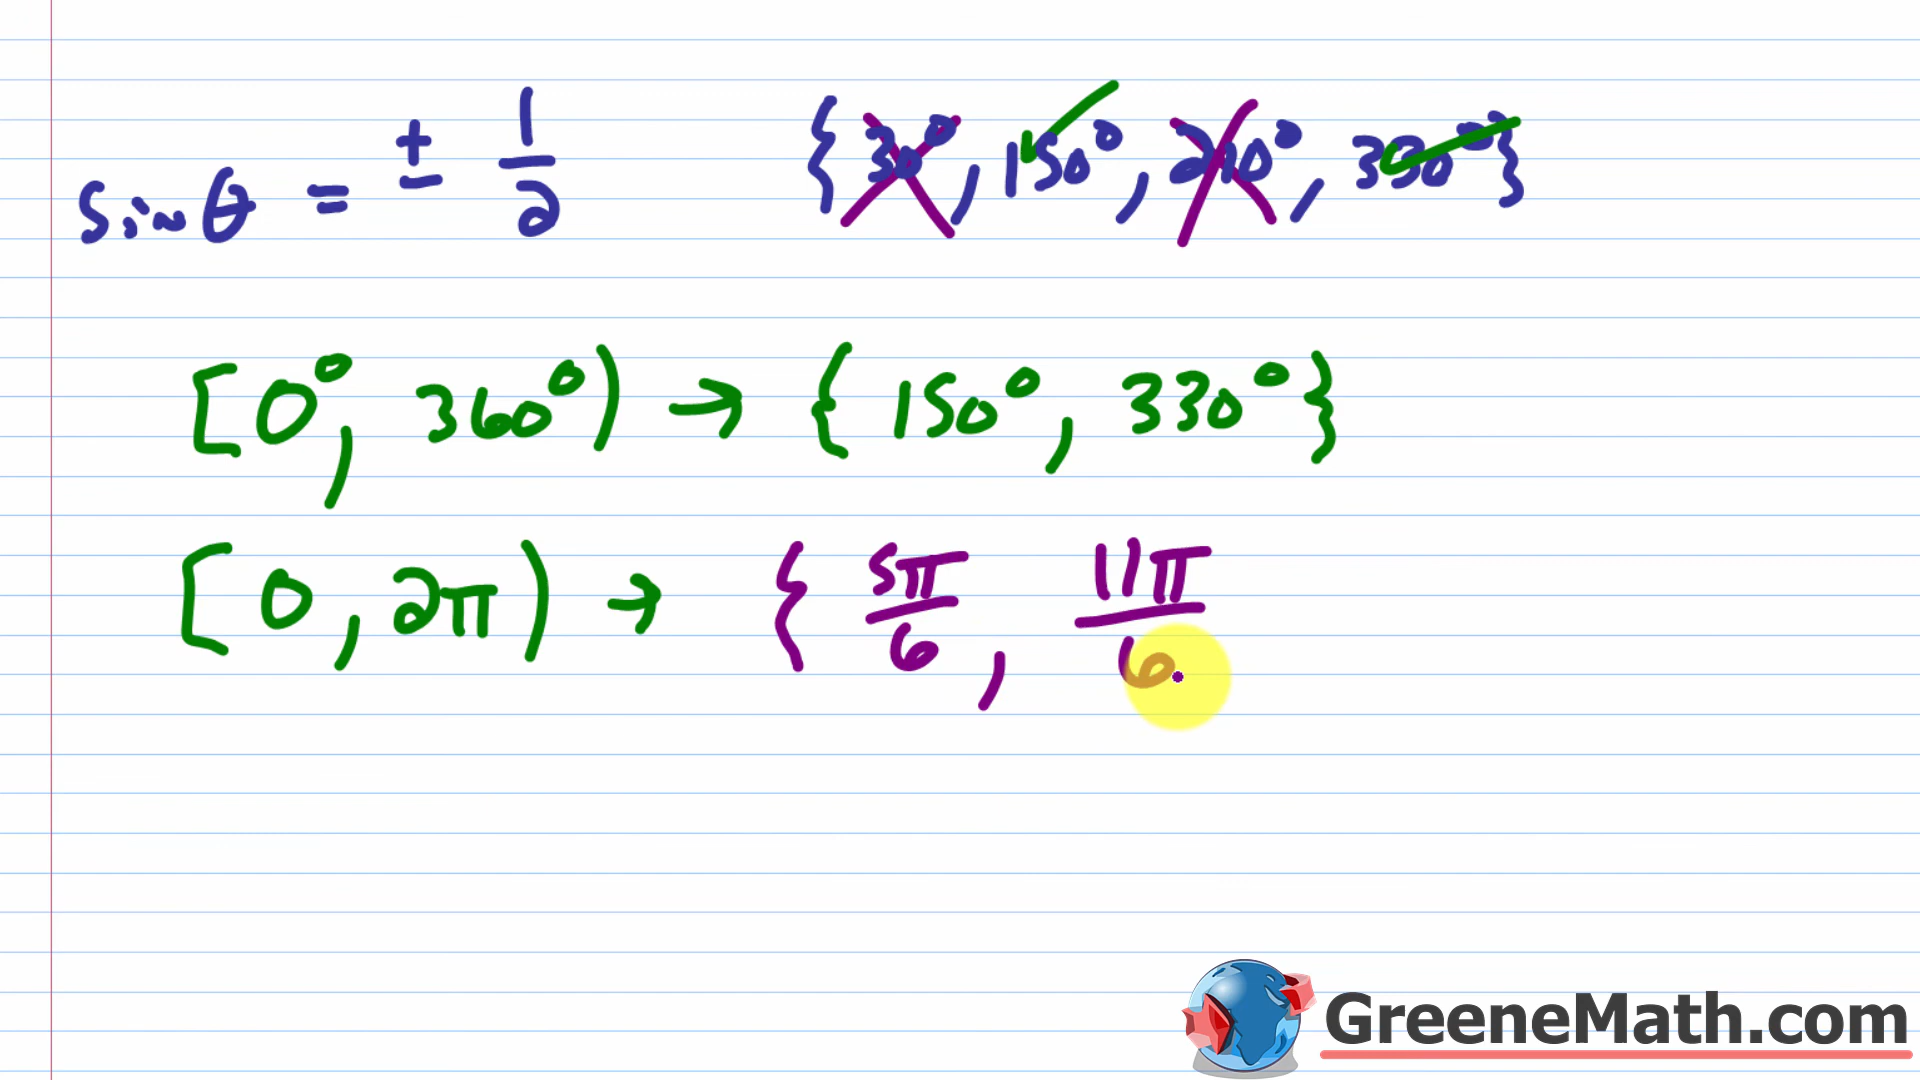 sin θ = ± 1/2 {30°, 150°, 210°, 330°}
[0°, 360°) → {150°, 330°}
[0, 2π) → { 5π/6, 11π/6
GreeneMath.com